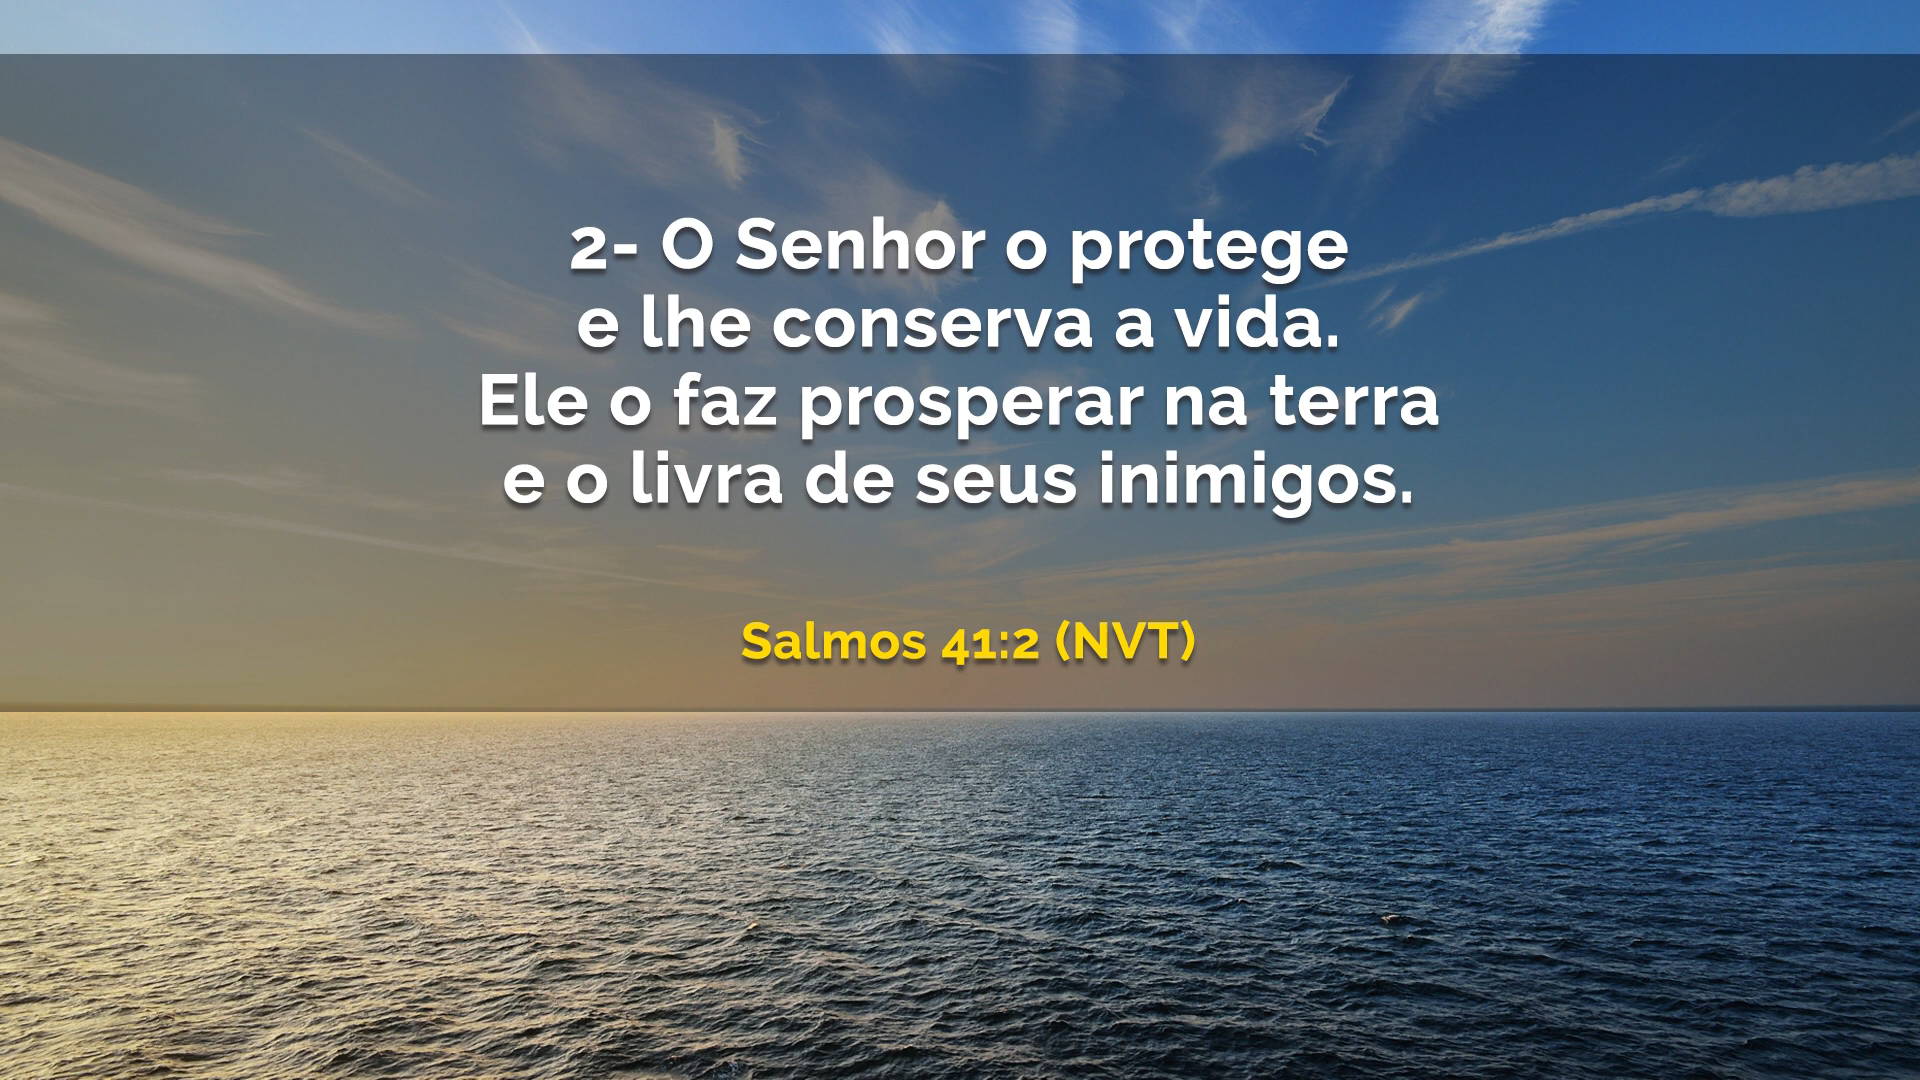 2- O Senhor o protege
e lhe conserva a vida.
Ele o faz prosperar na terra
e o livra de seus inimigos.
Salmos 41:2 (NVT)